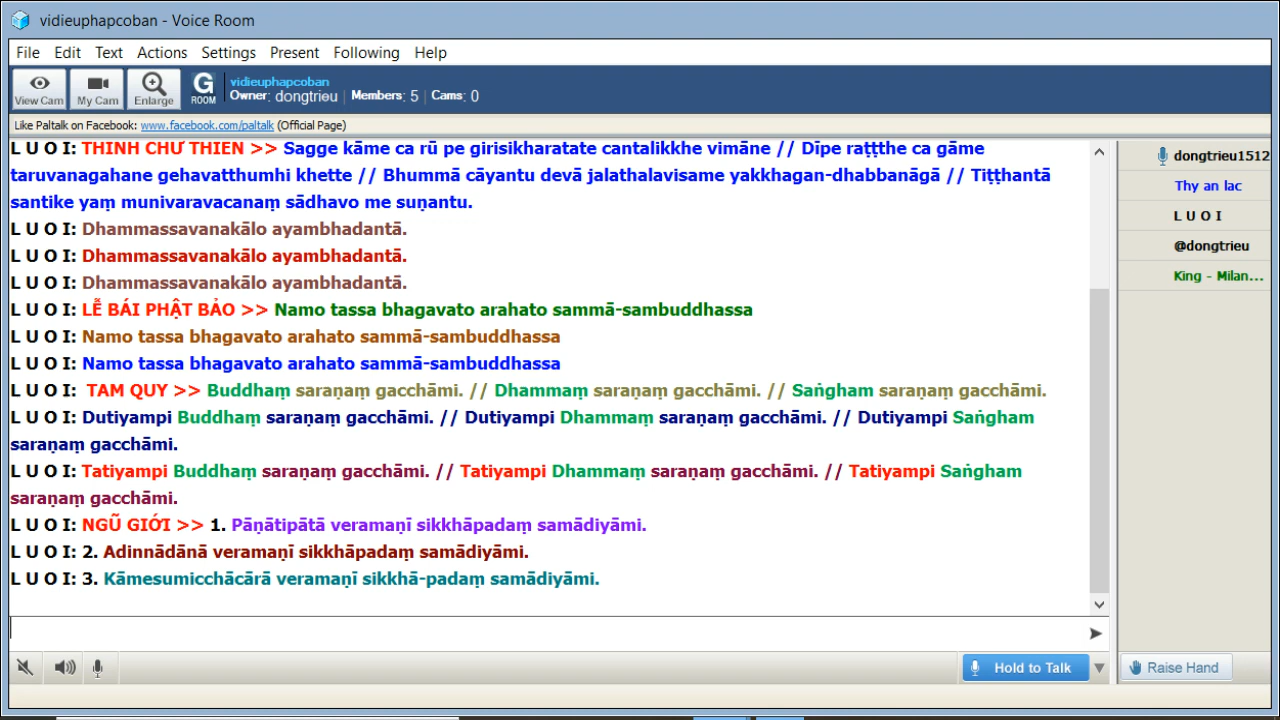 vidieuphapcoban - Voice Room
File Edit Text Actions Settings Present Following Help
View Cam My Cam Enlarge G ROOM
vidieuphapcoban
Owner: dongtrieu | Members: 5 | Cams: 0
Like Paltalk on Facebook: www.facebook.com/paltalk (Official Page)
L U O I: THỈNH CHƯ THIÊN >> Sagge kāme ca rū pe girisikharatate cantalikkhe vimāne // Dīpe raṭṭthe ca gāme
taruvanagahane gehavatthumhi khette // Bhummā cāyantu devā jalathalavisame yakkhagan-dhabbanāgā // Tiṭṭhantā
santike yaṃ munivaravacanaṃ sādhavo me suṇantu.
L U O I: Dhammassavanakālo ayambhadantā.
L U O I: Dhammassavanakālo ayambhadantā.
L U O I: Dhammassavanakālo ayambhadantā.
L U O I: LỄ BÁI PHẬT BẢO >> Namo tassa bhagavato arahato sammā-sambuddhassa
L U O I: Namo tassa bhagavato arahato sammā-sambuddhassa
L U O I: Namo tassa bhagavato arahato sammā-sambuddhassa
L U O I: TAM QUY >> Buddhaṃ saraṇaṃ gacchāmi. // Dhammaṃ saraṇaṃ gacchāmi. // Saṅgham saraṇaṃ gacchāmi.
L U O I: Dutiyampi Buddhaṃ saraṇaṃ gacchāmi. // Dutiyampi Dhammaṃ saraṇaṃ gacchāmi. // Dutiyampi Saṅgham
saraṇaṃ gacchāmi.
L U O I: Tatiyampi Buddhaṃ saraṇaṃ gacchāmi. // Tatiyampi Dhammaṃ saraṇaṃ gacchāmi. // Tatiyampi Saṅgham
saraṇaṃ gacchāmi.
L U O I: NGŨ GIỚI >> 1. Pāṇātipātā veramaṇī sikkhāpadaṃ samādiyāmi.
L U O I: 2. Adinnādānā veramaṇī sikkhāpadaṃ samādiyāmi.
L U O I: 3. Kāmesumicchācārā veramaṇī sikkhā-padaṃ samādiyāmi.
dongtrieu1512
Thy an lac
L U O I
@dongtrieu
King - Milan...
Hold to Talk
Raise Hand